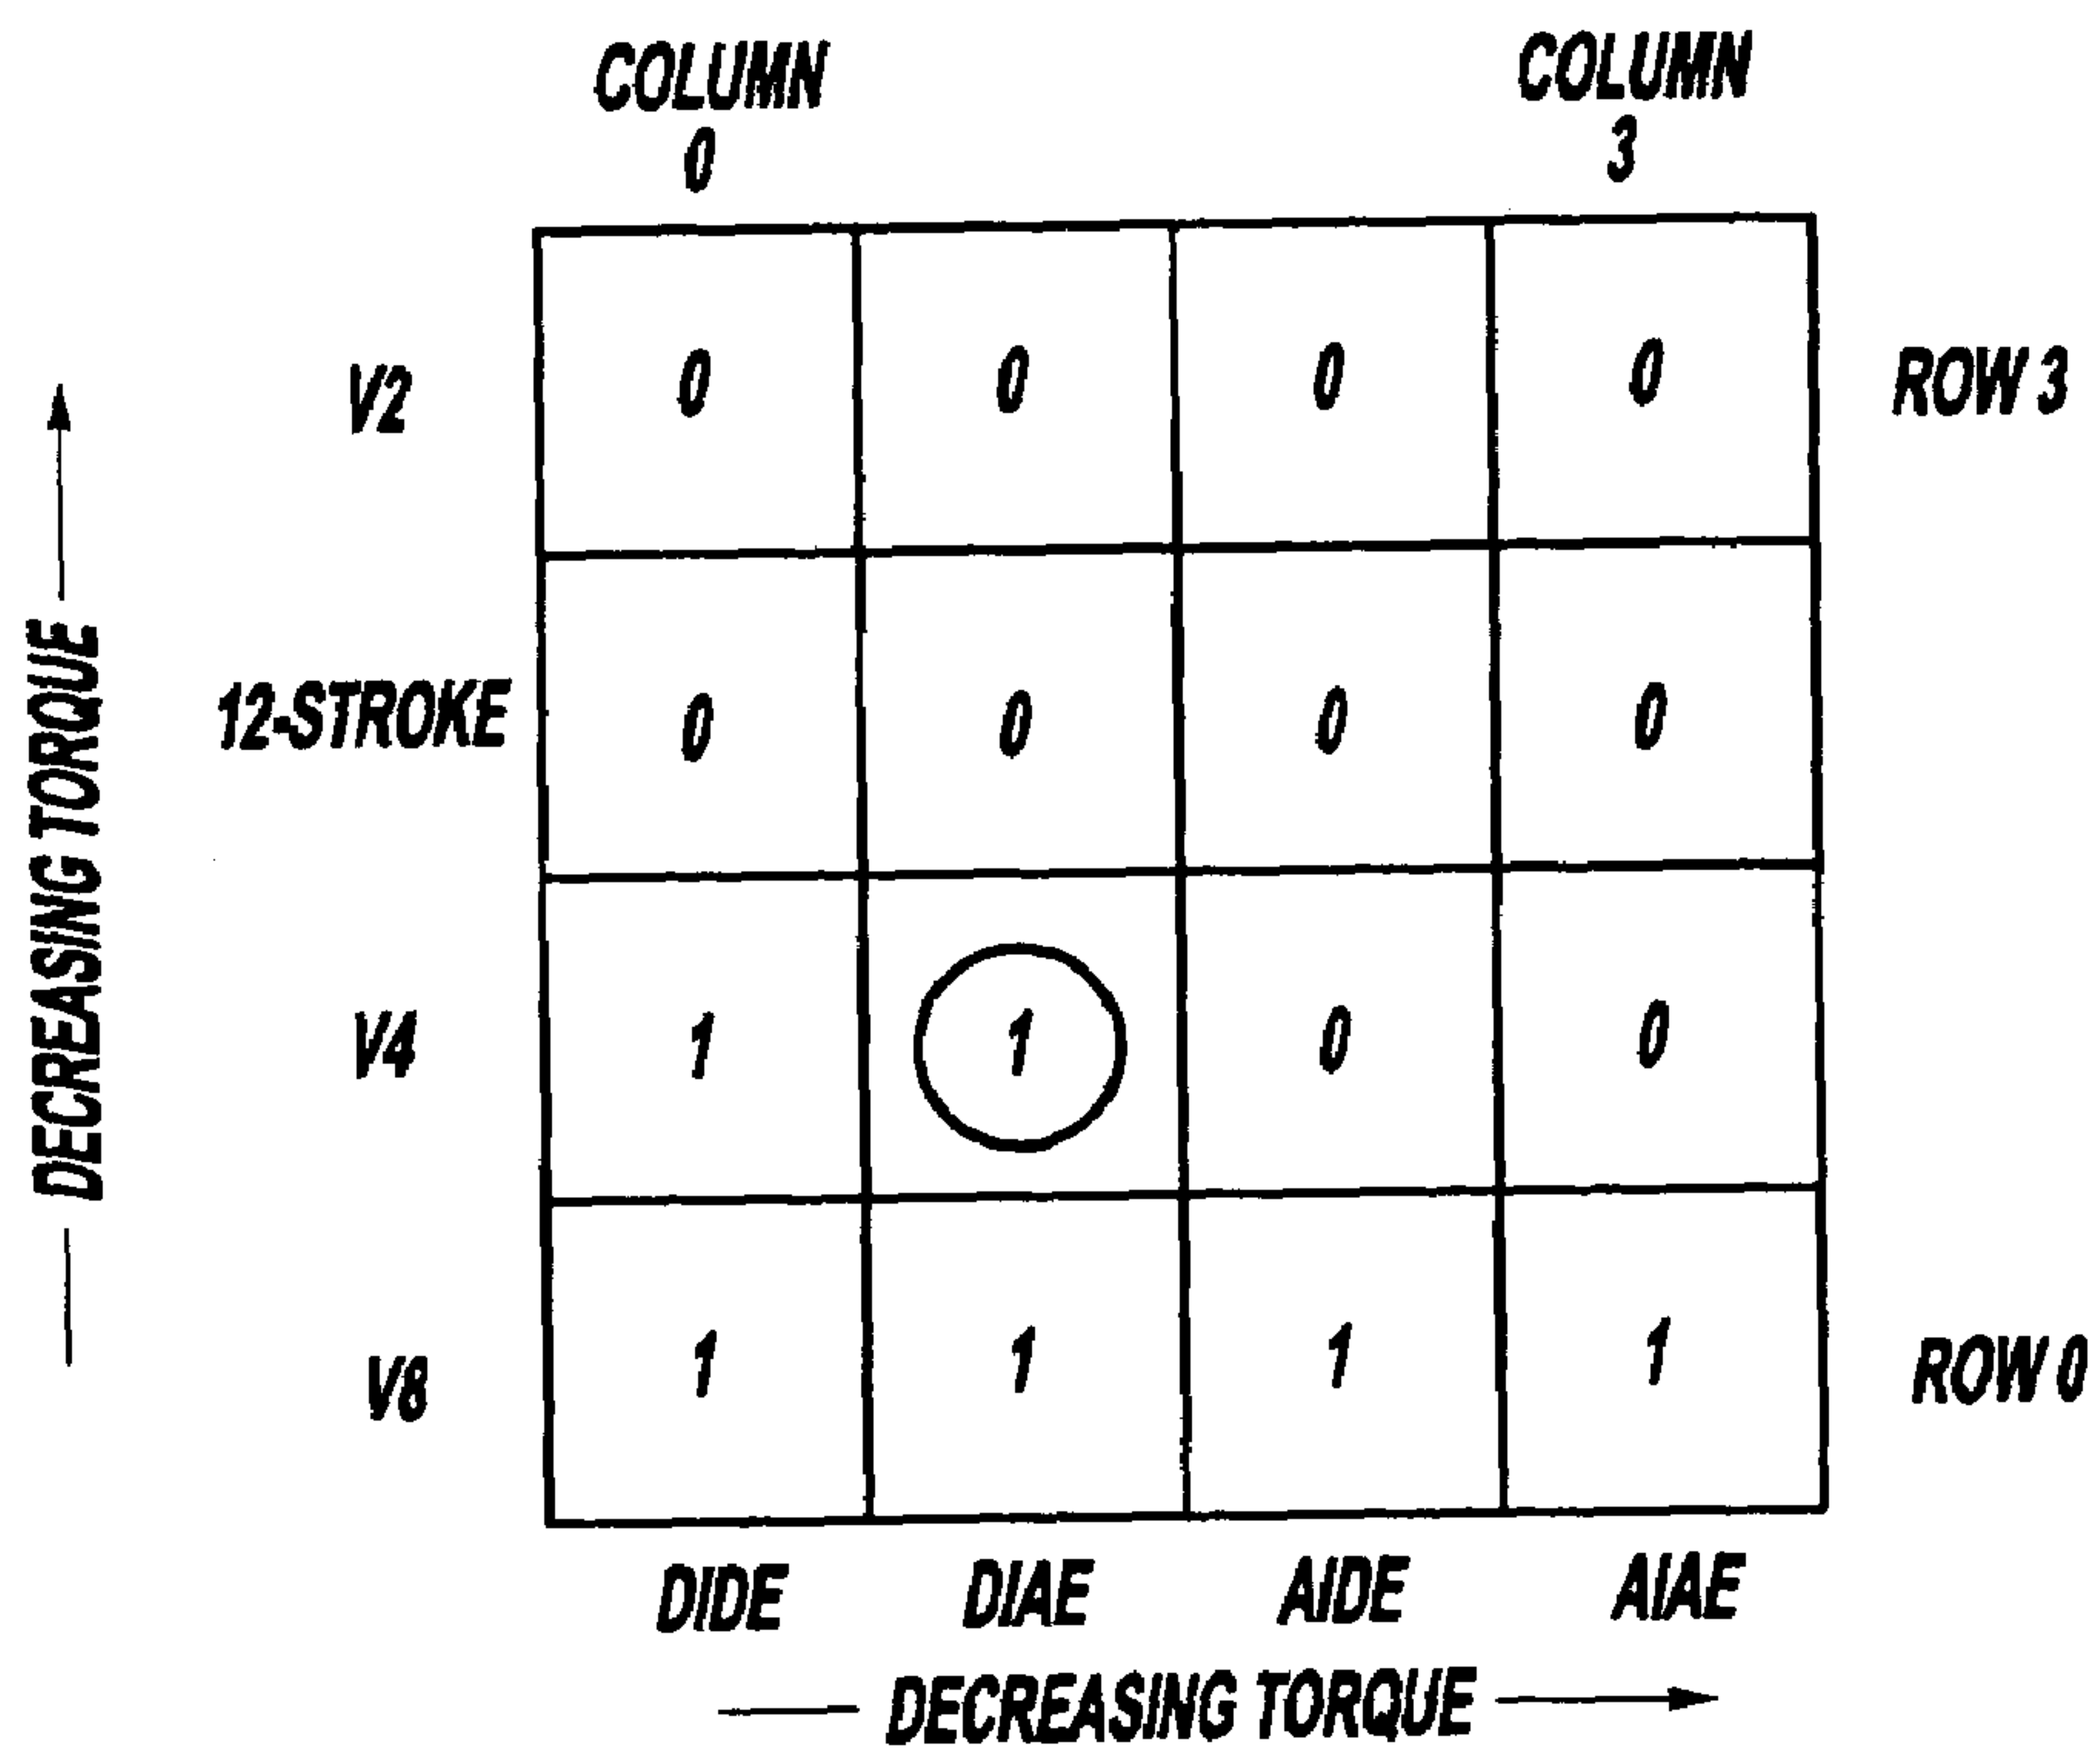 COLUMN 0 COLUMN 3
V2 0 0 0 0 ROW 3
12-STROKE 0 0 0 0
V4 1 1 0 0
V8 1 1 1 1 ROW 0
DIDE DIAE AIDE AIAE
DECREASING TORQUE
DECREASING TORQUE